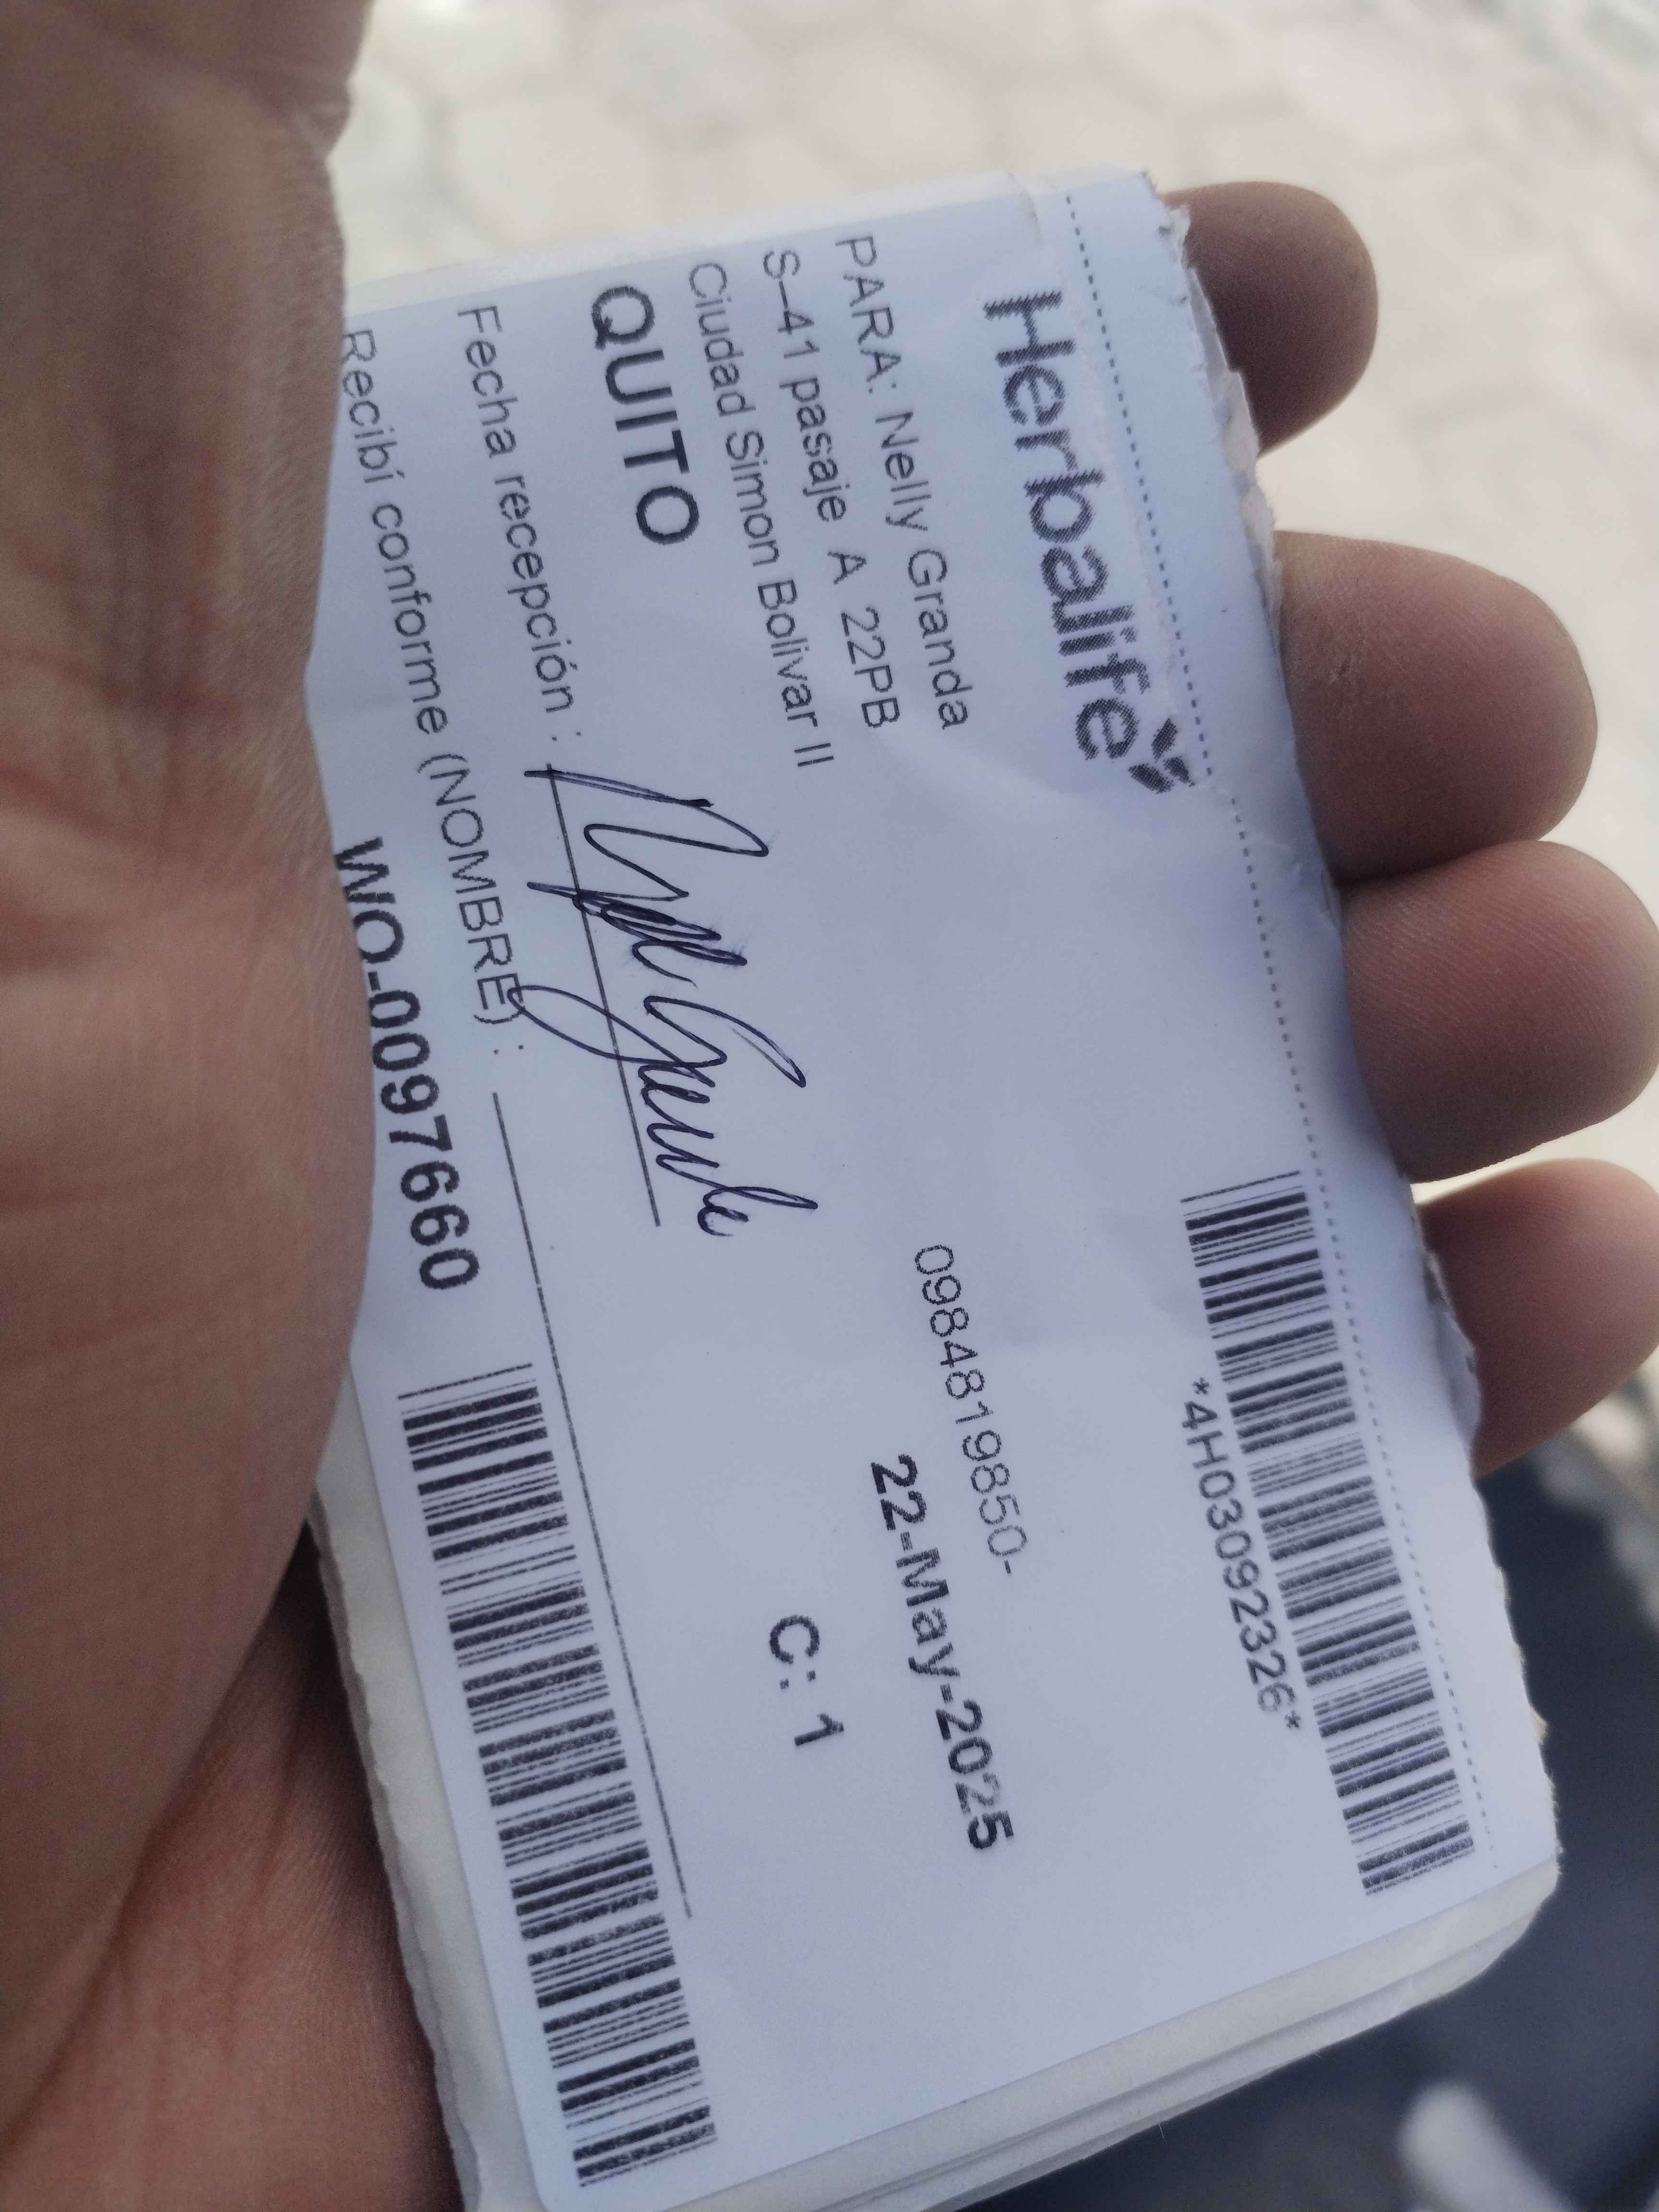 Herbalife
*4H03092326*
PARA: Nelly Granda
0984819850-
S-41 pasaje A 22PB
22-May-2025
Ciudad Simon Bolivar II
QUITO
C: 1
Fecha recepción :
Recibí conforme (NOMBRE) :
WO-0097660